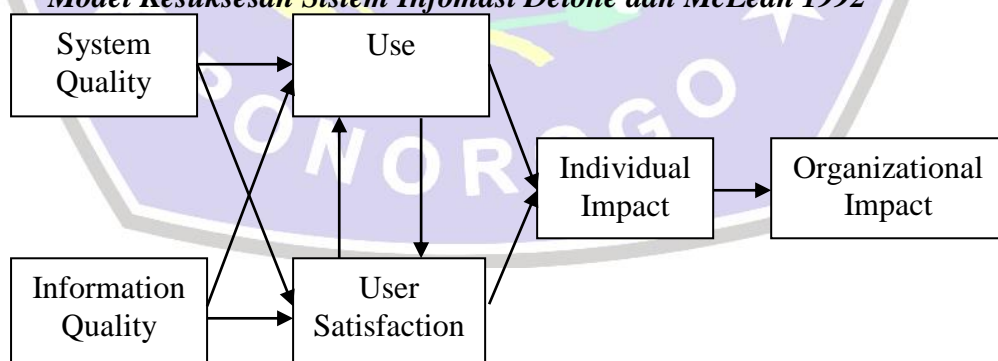 Model Kesuksesan Sistem Infomasi Delone dan McLean 1992
System
Quality
Use
Individual
Impact
Organizational
Impact
Information
Quality
User
Satisfaction
PONOROGO